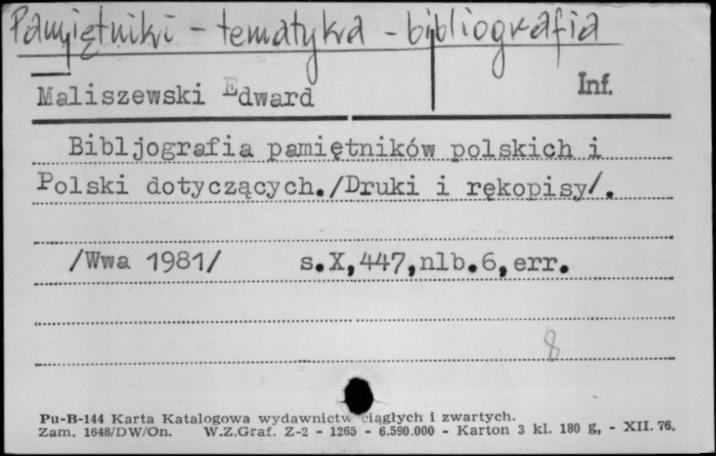 Pamiętniki - tematyka - bibliografia
Maliszewski Edward
Inf.
Bibljografia pamiętników polskich i
Polski dotyczących./Druki i rękopisy/.
/Wwa 1981/ s.X,447,nlb.6,err.
8
Pu-B-144 Karta Katalogowa wydawnictw ciągłych i zwartych.
Zam. 1648/DW/On. W.Z.Graf. Z-2 - 1265 - 6.590.000 - Karton 3 kl. 180 g, - XII. 76.